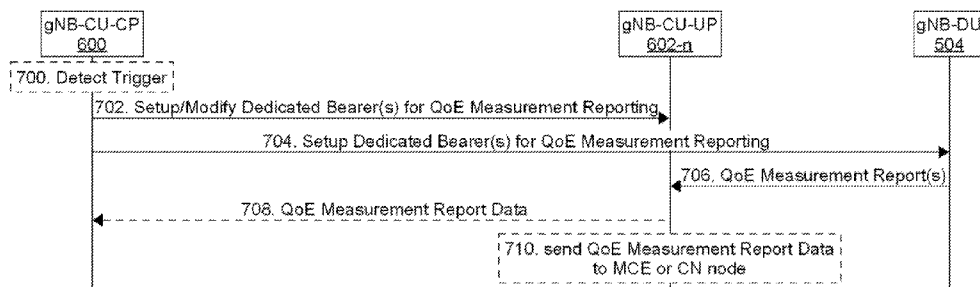 gNB-CU-CP
600
gNB-CU-UP
602-n
gNB-DU
504
700. Detect Trigger
702. Setup/Modify Dedicated Bearer(s) for QoE Measurement Reporting
704. Setup Dedicated Bearer(s) for QoE Measurement Reporting
706. QoE Measurement Report(s)
708. QoE Measurement Report Data
710. send QoE Measurement Report Data
to MCE or CN node